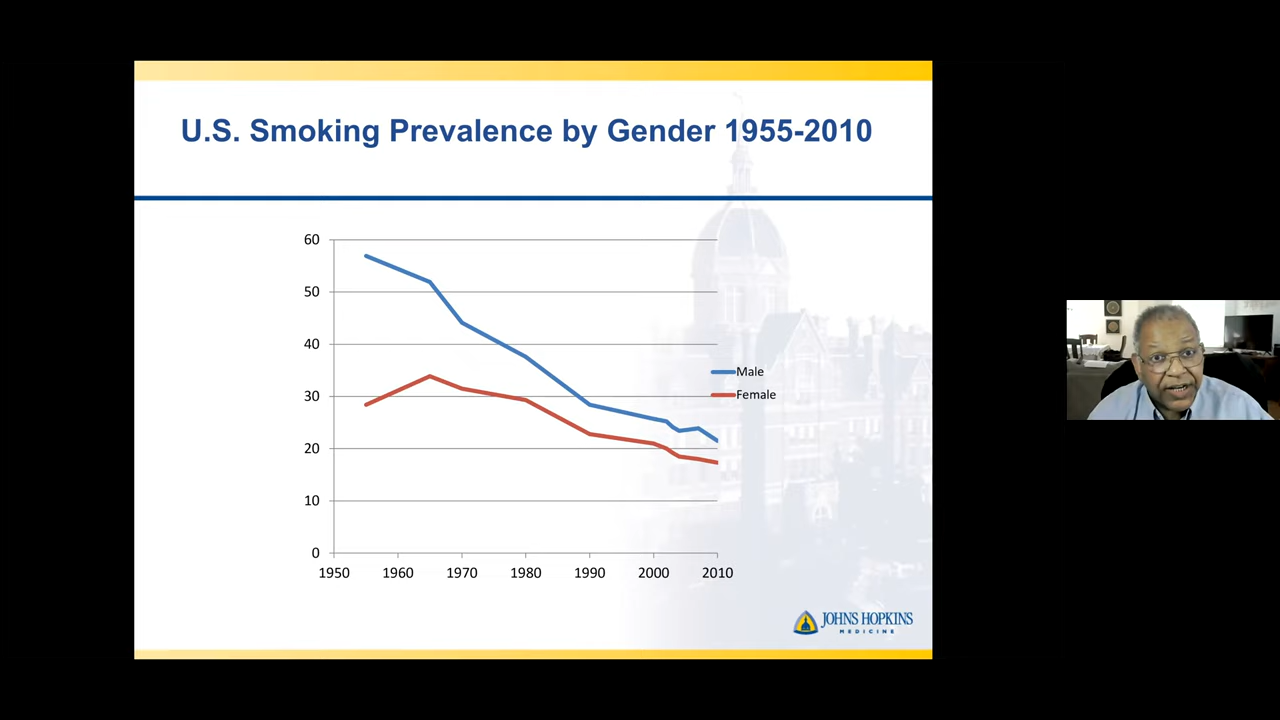 U.S. Smoking Prevalence by Gender 1955-2010
60
50
40
30
20
10
0
1950 1960 1970 1980 1990 2000 2010
Male
Female
JOHNS HOPKINS
MEDICINE